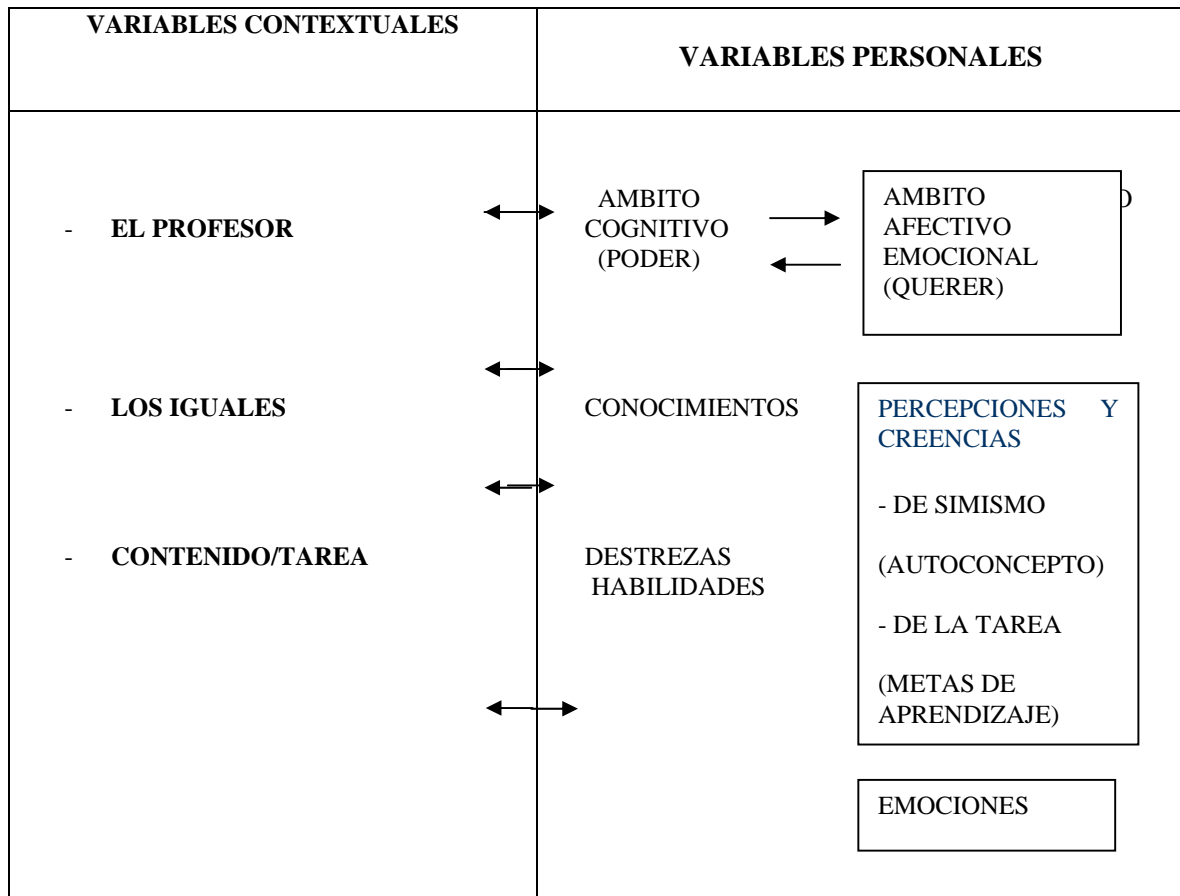 VARIABLES CONTEXTUALES
VARIABLES PERSONALES
- EL PROFESOR
AMBITO
COGNITIVO
(PODER)
AMBITO
AFECTIVO
EMOCIONAL
(QUERER)
- LOS IGUALES
CONOCIMIENTOS
PERCEPCIONES Y
CREENCIAS
- DE SIMISMO
(AUTOCONCEPTO)
- DE LA TAREA
(METAS DE
APRENDIZAJE)
- CONTENIDO/TAREA
DESTREZAS
HABILIDADES
EMOCIONES